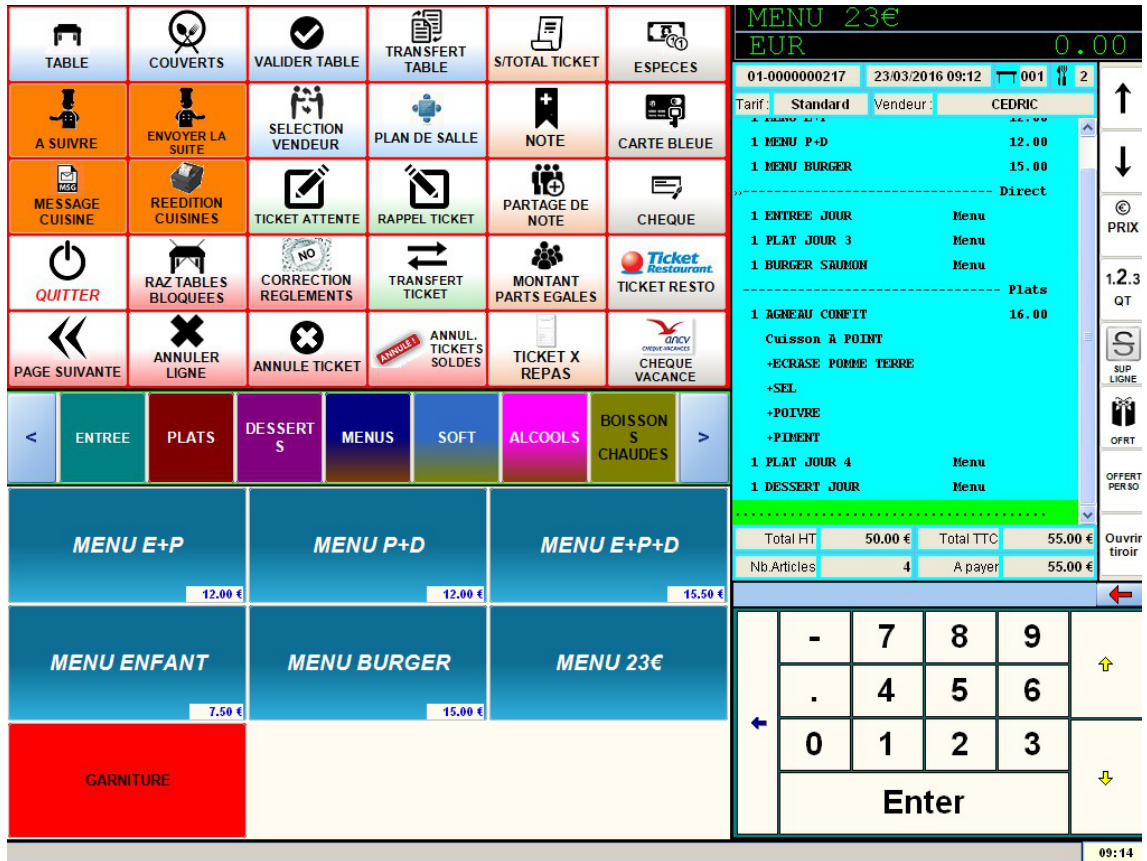 TABLE
COUVERTS
VALIDER TABLE
TRANSFERT
TABLE
S/TOTAL TICKET
ESPECES
A SUIVRE
ENVOYER LA
SUITE
SELECTION
VENDEUR
PLAN DE SALLE
NOTE
CARTE BLEUE
MSG
MESSAGE
CUISINE
REEDITION
CUISINES
TICKET ATTENTE
RAPPEL TICKET
PARTAGE DE
NOTE
CHEQUE
QUITTER
RAZ TABLES
BLOQUEES
NO
CORRECTION
REGLEMENTS
TRANSFERT
TICKET
MONTANT
PARTS EGALES
Ticket
Restaurant.
TICKET RESTO
PAGE SUIVANTE
ANNULER
LIGNE
ANNULE TICKET
ANNULE !
ANNUL.
TICKETS
SOLDES
TICKET X
REPAS
ancv
CHEQUE-VACANCES
CHEQUE
VACANCE
<
ENTREE
PLATS
DESSERT
S
MENUS
SOFT
ALCOOLS
BOISSON
S
CHAUDES
>
MENU E+P
12.00 €
MENU P+D
12.00 €
MENU E+P+D
15.50 €
MENU ENFANT
7.50 €
MENU BURGER
15.00 €
MENU 23€
GARNITURE
MENU 23€
EUR 0.00
01-0000000217 23/03/2016 09:12 001 2
Tarif : Standard Vendeur : CEDRIC
1 MENU E+P 12.00
1 MENU P+D 12.00
1 MENU BURGER 15.00
»------------------------------ Direct
1 ENTREE JOUR Menu
1 PLAT JOUR 3 Menu
1 BURGER SAUMON Menu
------------------------------- Plats
1 AGNEAU CONFIT 16.00
Cuisson A POINT
+ECRASE POMME TERRE
+SEL
+POIVRE
+PIMENT
1 PLAT JOUR 4 Menu
1 DESSERT JOUR Menu
Total HT 50.00 € Total TTC 55.00 €
Nb.Articles 4 A payer 55.00 €
€
PRIX
1.2.3
QT
S
SUP
LIGNE
OFRT
OFFERT
PERSO
Ouvrir
tiroir
- 7 8 9
. 4 5 6
0 1 2 3
Enter
09:14